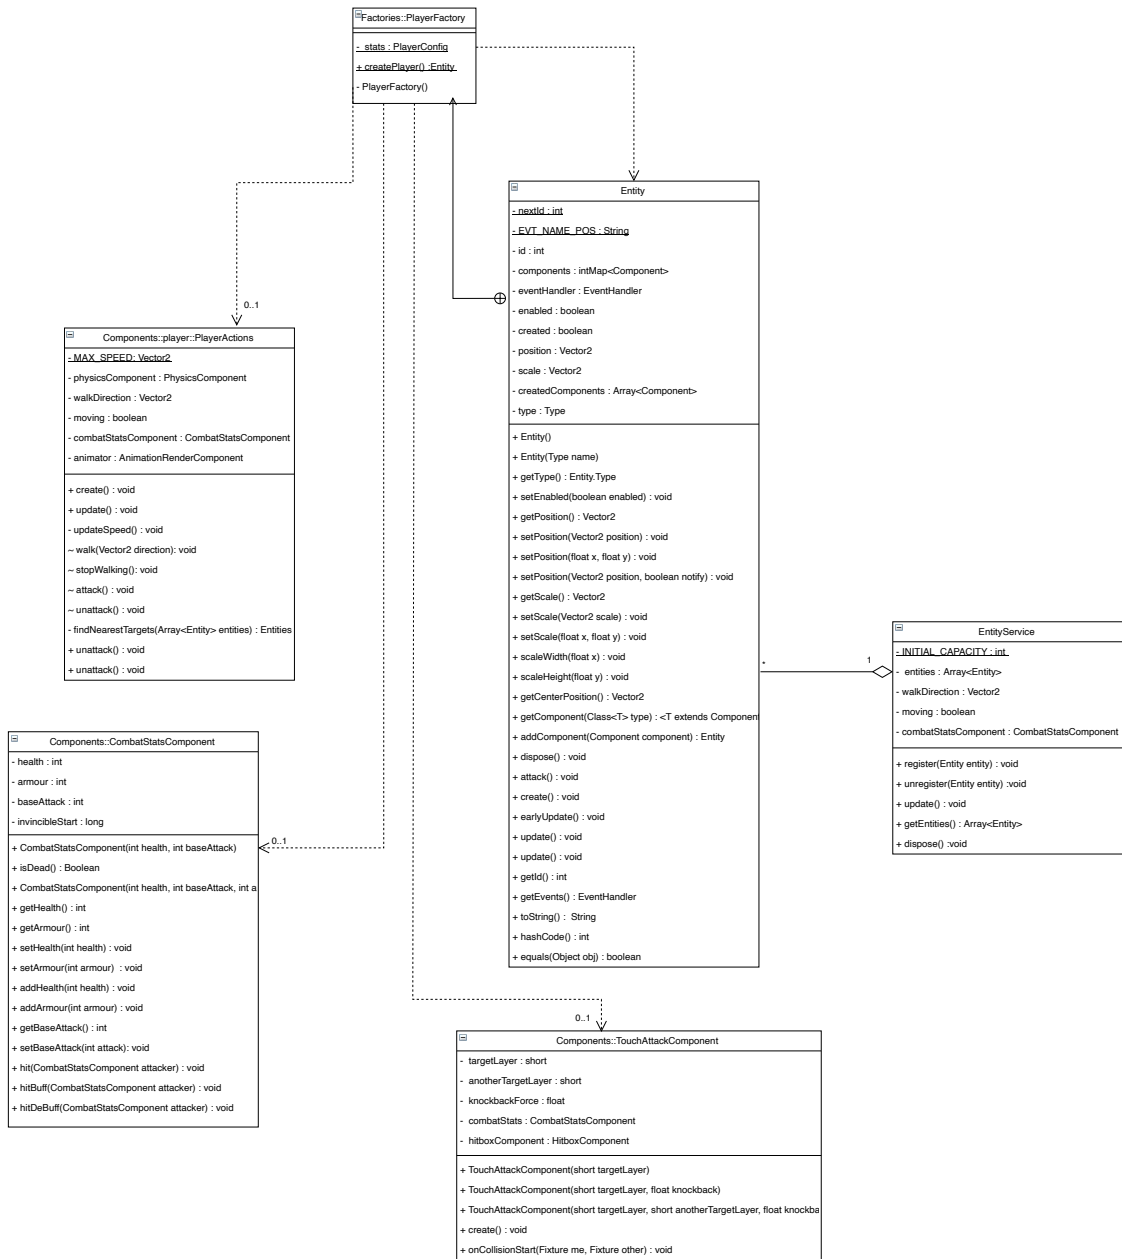 Factories::PlayerFactory
- stats : PlayerConfig
+ createPlayer() :Entity
- PlayerFactory()
Entity
- nextId : int
- EVT_NAME_POS : String
- id : int
- components : intMap<Component>
- eventHandler : EventHandler
- enabled : boolean
- created : boolean
- position : Vector2
- scale : Vector2
- createdComponents : Array<Component>
- type : Type
+ Entity()
+ Entity(Type name)
+ getType() : Entity.Type
+ setEnabled(boolean enabled) : void
+ getPosition() : Vector2
+ setPosition(Vector2 position) : void
+ setPosition(float x, float y) : void
+ setPosition(Vector2 position, boolean notify) : void
+ getScale() : Vector2
+ setScale(Vector2 scale) : void
+ setScale(float x, float y) : void
+ scaleWidth(float x) : void
+ scaleHeight(float y) : void
+ getCenterPosition() : Vector2
+ getComponent(Class<T> type) : <T extends Component
+ addComponent(Component component) : Entity
+ dispose() : void
+ attack() : void
+ create() : void
+ earlyUpdate() : void
+ update() : void
+ update() : void
+ getId() : int
+ getEvents() : EventHandler
+ toString() : String
+ hashCode() : int
+ equals(Object obj) : boolean
0..1
Components::player::PlayerActions
- MAX_SPEED: Vector2
- physicsComponent : PhysicsComponent
- walkDirection : Vector2
- moving : boolean
- combatStatsComponent : CombatStatsComponent
- animator : AnimationRenderComponent
+ create() : void
+ update() : void
- updateSpeed() : void
~ walk(Vector2 direction): void
~ stopWalking(): void
~ attack() : void
~ unattack() : void
- findNearestTargets(Array<Entity> entities) : Entities
+ unattack() : void
+ unattack() : void
*
1
EntityService
- INITIAL_CAPACITY : int
- entities : Array<Entity>
- walkDirection : Vector2
- moving : boolean
- combatStatsComponent : CombatStatsComponent
+ register(Entity entity) : void
+ unregister(Entity entity) :void
+ update() : void
+ getEntities() : Array<Entity>
+ dispose() :void
Components::CombatStatsComponent
- health : int
- armour : int
- baseAttack : int
- invincibleStart : long
+ CombatStatsComponent(int health, int baseAttack)
+ isDead() : Boolean
+ CombatStatsComponent(int health, int baseAttack, int a
+ getHealth() : int
+ getArmour() : int
+ setHealth(int health) : void
+ setArmour(int armour) : void
+ addHealth(int health) : void
+ addArmour(int armour) : void
+ getBaseAttack() : int
+ setBaseAttack(int attack): void
+ hit(CombatStatsComponent attacker) : void
+ hitBuff(CombatStatsComponent attacker) : void
+ hitDeBuff(CombatStatsComponent attacker) : void
0..1
0..1
Components::TouchAttackComponent
- targetLayer : short
- anotherTargetLayer : short
- knockbackForce : float
- combatStats : CombatStatsComponent
- hitboxComponent : HitboxComponent
+ TouchAttackComponent(short targetLayer)
+ TouchAttackComponent(short targetLayer, float knockback)
+ TouchAttackComponent(short targetLayer, short anotherTargetLayer, float knockba
+ create() : void
+ onCollisionStart(Fixture me, Fixture other) : void